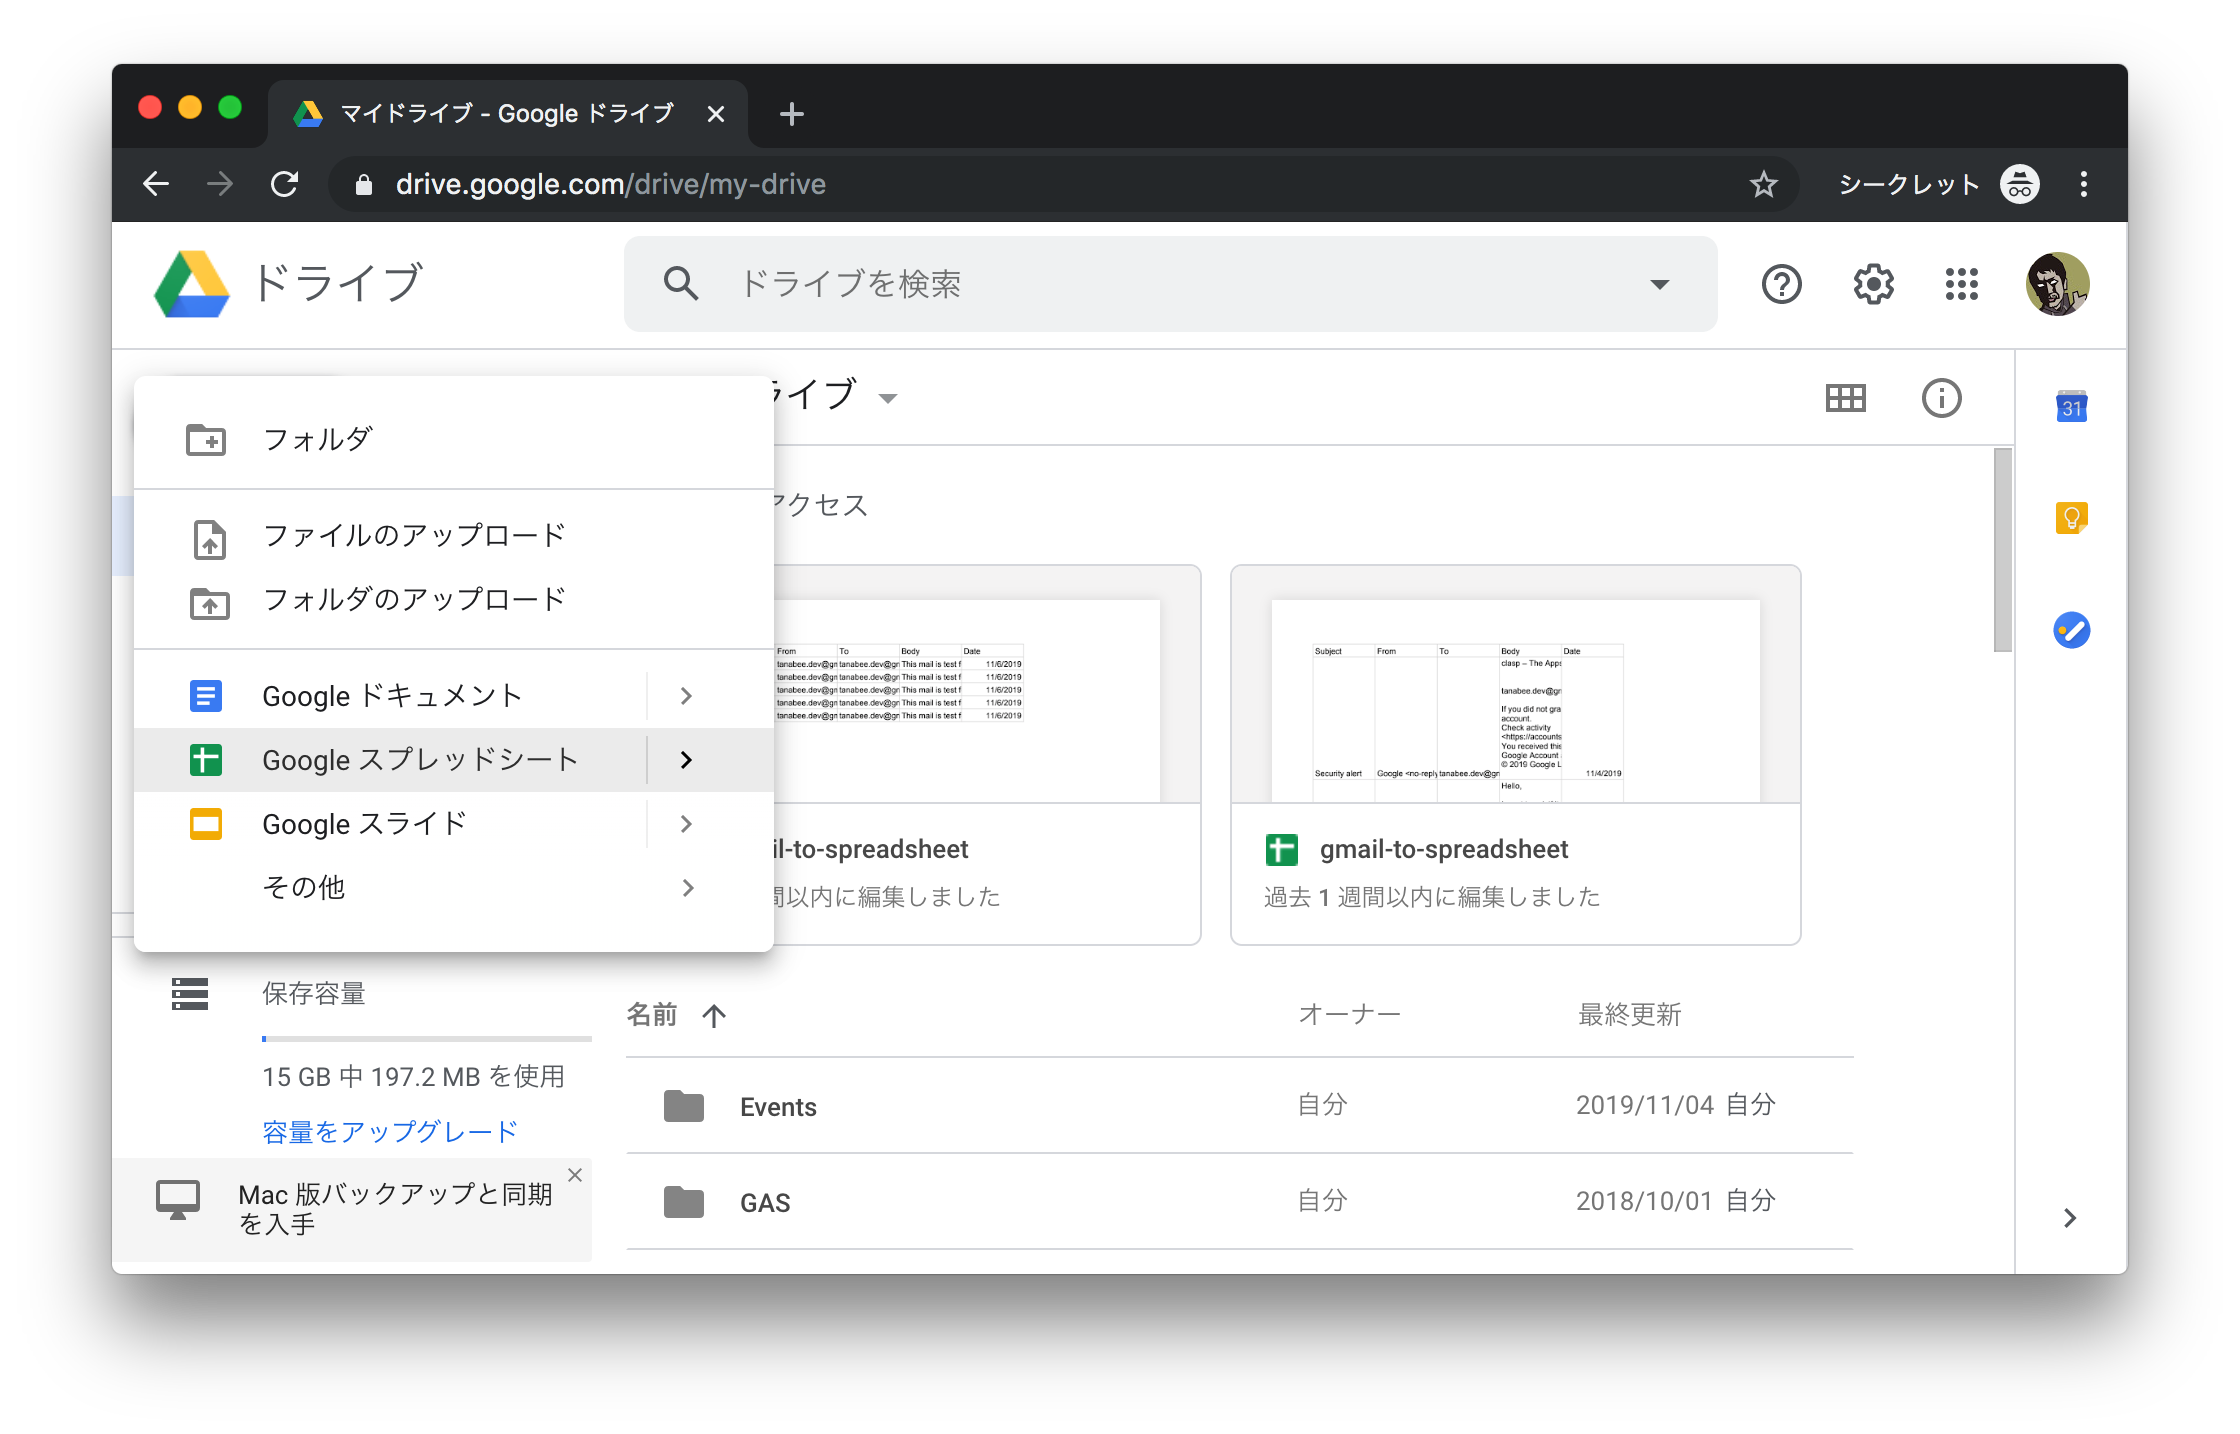 マイドライブ - Google ドライブ
drive.google.com/drive/my-drive
シークレット
ドライブ
ドライブを検索
ライブ
フォルダ
ファイルのアップロード
フォルダのアップロード
Google ドキュメント
Google スプレッドシート
Google スライド
その他
アクセス
From To Body Date
tanabee.dev@gr tanabee.dev@gr This mail is test f 11/6/2019
tanabee.dev@gr tanabee.dev@gr This mail is test f 11/6/2019
tanabee.dev@gr tanabee.dev@gr This mail is test f 11/6/2019
tanabee.dev@gr tanabee.dev@gr This mail is test f 11/6/2019
tanabee.dev@gr tanabee.dev@gr This mail is test f 11/6/2019
il-to-spreadsheet
間以内に編集しました
Subject From To Body Date
clasp – The Apps
tanabee.dev@gr
If you did not gra
account.
Check activity
<https://accounts
You received this
Google Account
© 2019 Google L
Security alert Google <no-reply tanabee.dev@gr 11/4/2019
Hello,
gmail-to-spreadsheet
過去 1 週間以内に編集しました
31
保存容量
15 GB 中 197.2 MB を使用
容量をアップグレード
Mac 版バックアップと同期
を入手
名前 オーナー 最終更新
Events 自分 2019/11/04 自分
GAS 自分 2018/10/01 自分